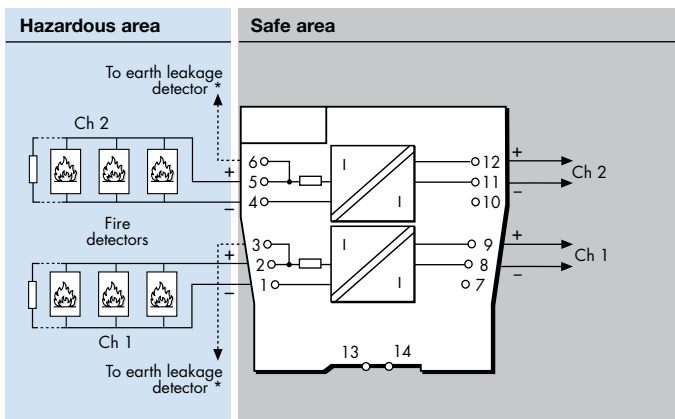 Hazardous area
Safe area
To earth leakage
detector *
Ch 2
6
5
4
+
–
I
I
12
11
10
+
–
Ch 2
Fire
detectors
3
2
1
+
–
I
I
9
8
7
+
–
Ch 1
Ch 1
13 14
To earth leakage
detector *